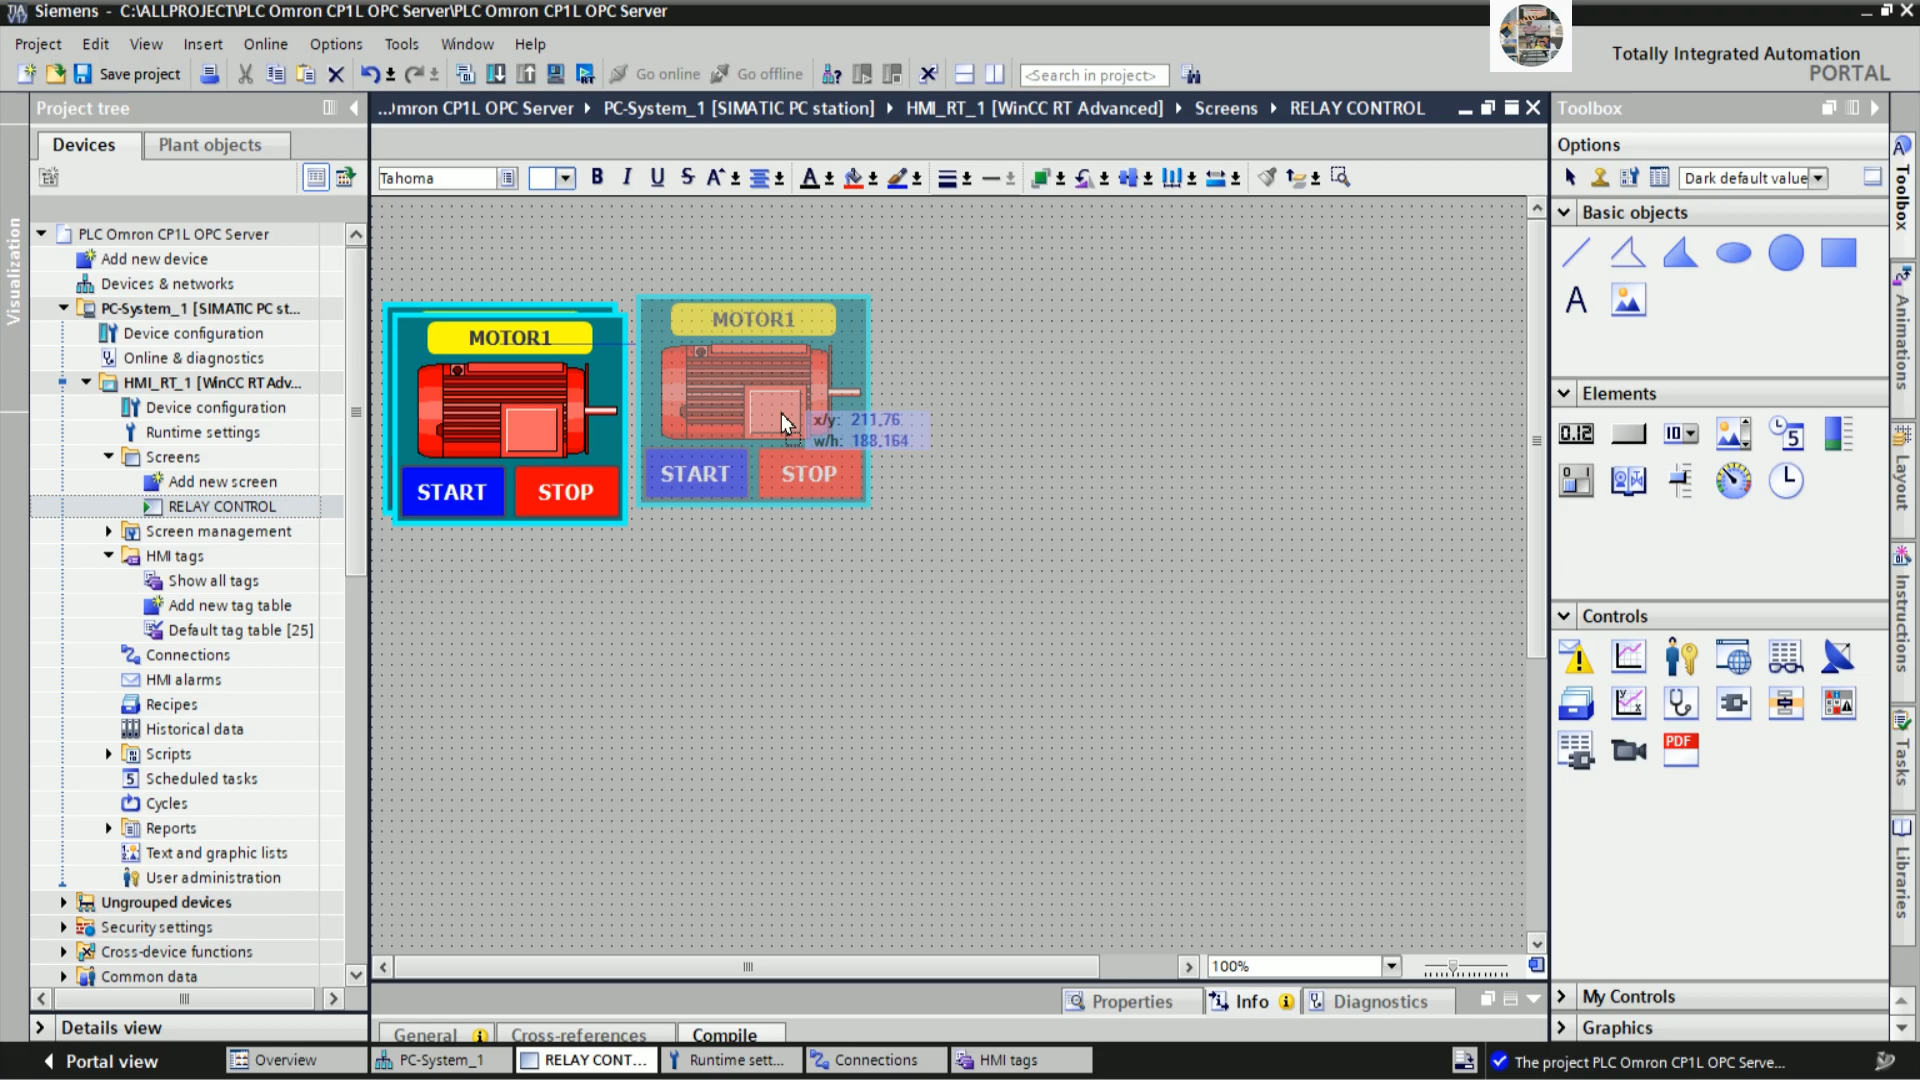 Siemens - C:\ALLPROJECT\PLC Omron CP1L OPC Server\PLC Omron CP1L OPC Server
Project Edit View Insert Online Options Tools Window Help
Totally Integrated Automation
PORTAL
Save project Go online Go offline <Search in project>
Project tree
...)mron CP1L OPC Server PC-System_1 [SIMATIC PC station] HMI_RT_1 [WinCC RT Advanced] Screens RELAY CONTROL
Toolbox
Devices Plant objects
Options
Tahoma
B I U S
Dark default value
Basic objects
Visualization
PLC Omron CP1L OPC Server
Add new device
Devices & networks
PC-System_1 [SIMATIC PC st...
Device configuration
Online & diagnostics
HMI_RT_1 [WinCC RT Adv...
Device configuration
Runtime settings
Screens
Add new screen
RELAY CONTROL
Screen management
HMI tags
Show all tags
Add new tag table
Default tag table [25]
Connections
HMI alarms
Recipes
Historical data
Scripts
Scheduled tasks
Cycles
Reports
Text and graphic lists
User administration
Ungrouped devices
Security settings
Cross-device functions
Common data
Details view
MOTOR1
START STOP
MOTOR1
START STOP
x/y: 211,76
w/h: 188,164
Elements
0.12
10
5
Controls
PDF
My Controls
Graphics
Toolbox
Animations
Layout
Instructions
Tasks
Libraries
100%
Properties Info Diagnostics
General Cross-references Compile
Portal view Overview PC-System_1 RELAY CONT... Runtime sett... Connections HMI tags The project PLC Omron CP1L OPC Serve...